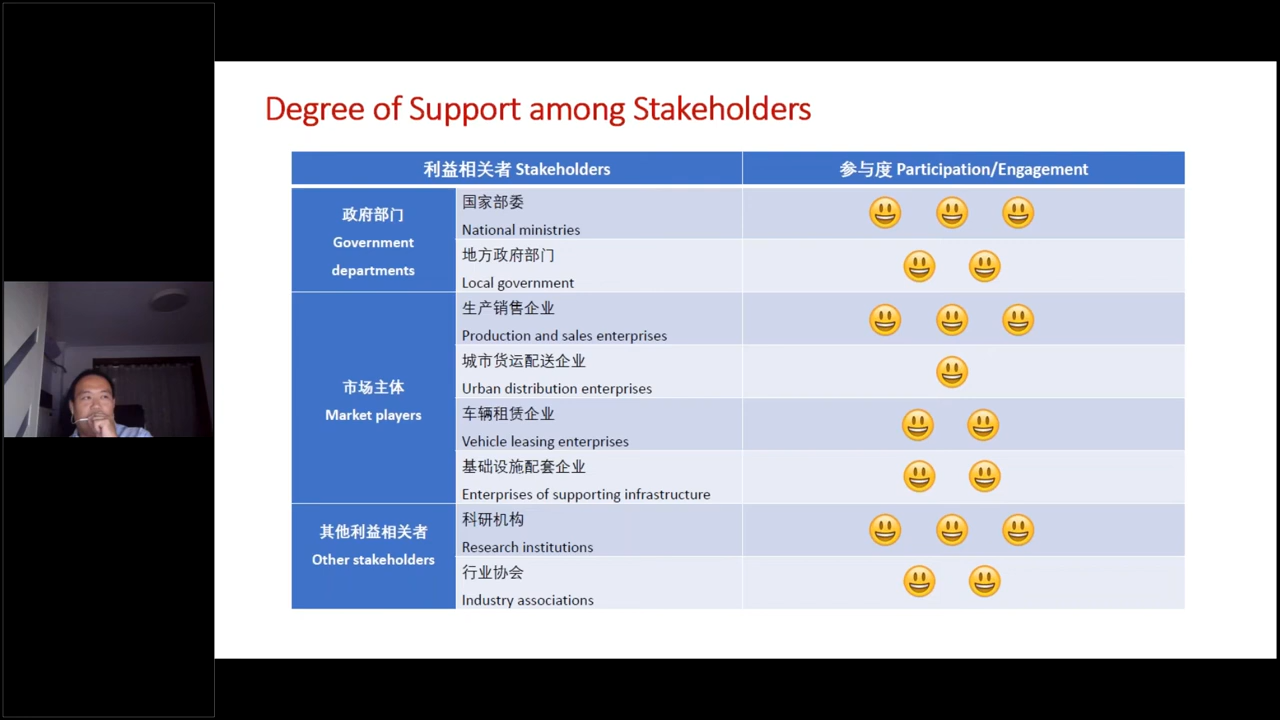 Degree of Support among Stakeholders
利益相关者 Stakeholders
参与度 Participation/Engagement
政府部门
Government
departments
国家部委
National ministries
地方政府部门
Local government
市场主体
Market players
生产销售企业
Production and sales enterprises
城市货运配送企业
Urban distribution enterprises
车辆租赁企业
Vehicle leasing enterprises
基础设施配套企业
Enterprises of supporting infrastructure
其他利益相关者
Other stakeholders
科研机构
Research institutions
行业协会
Industry associations